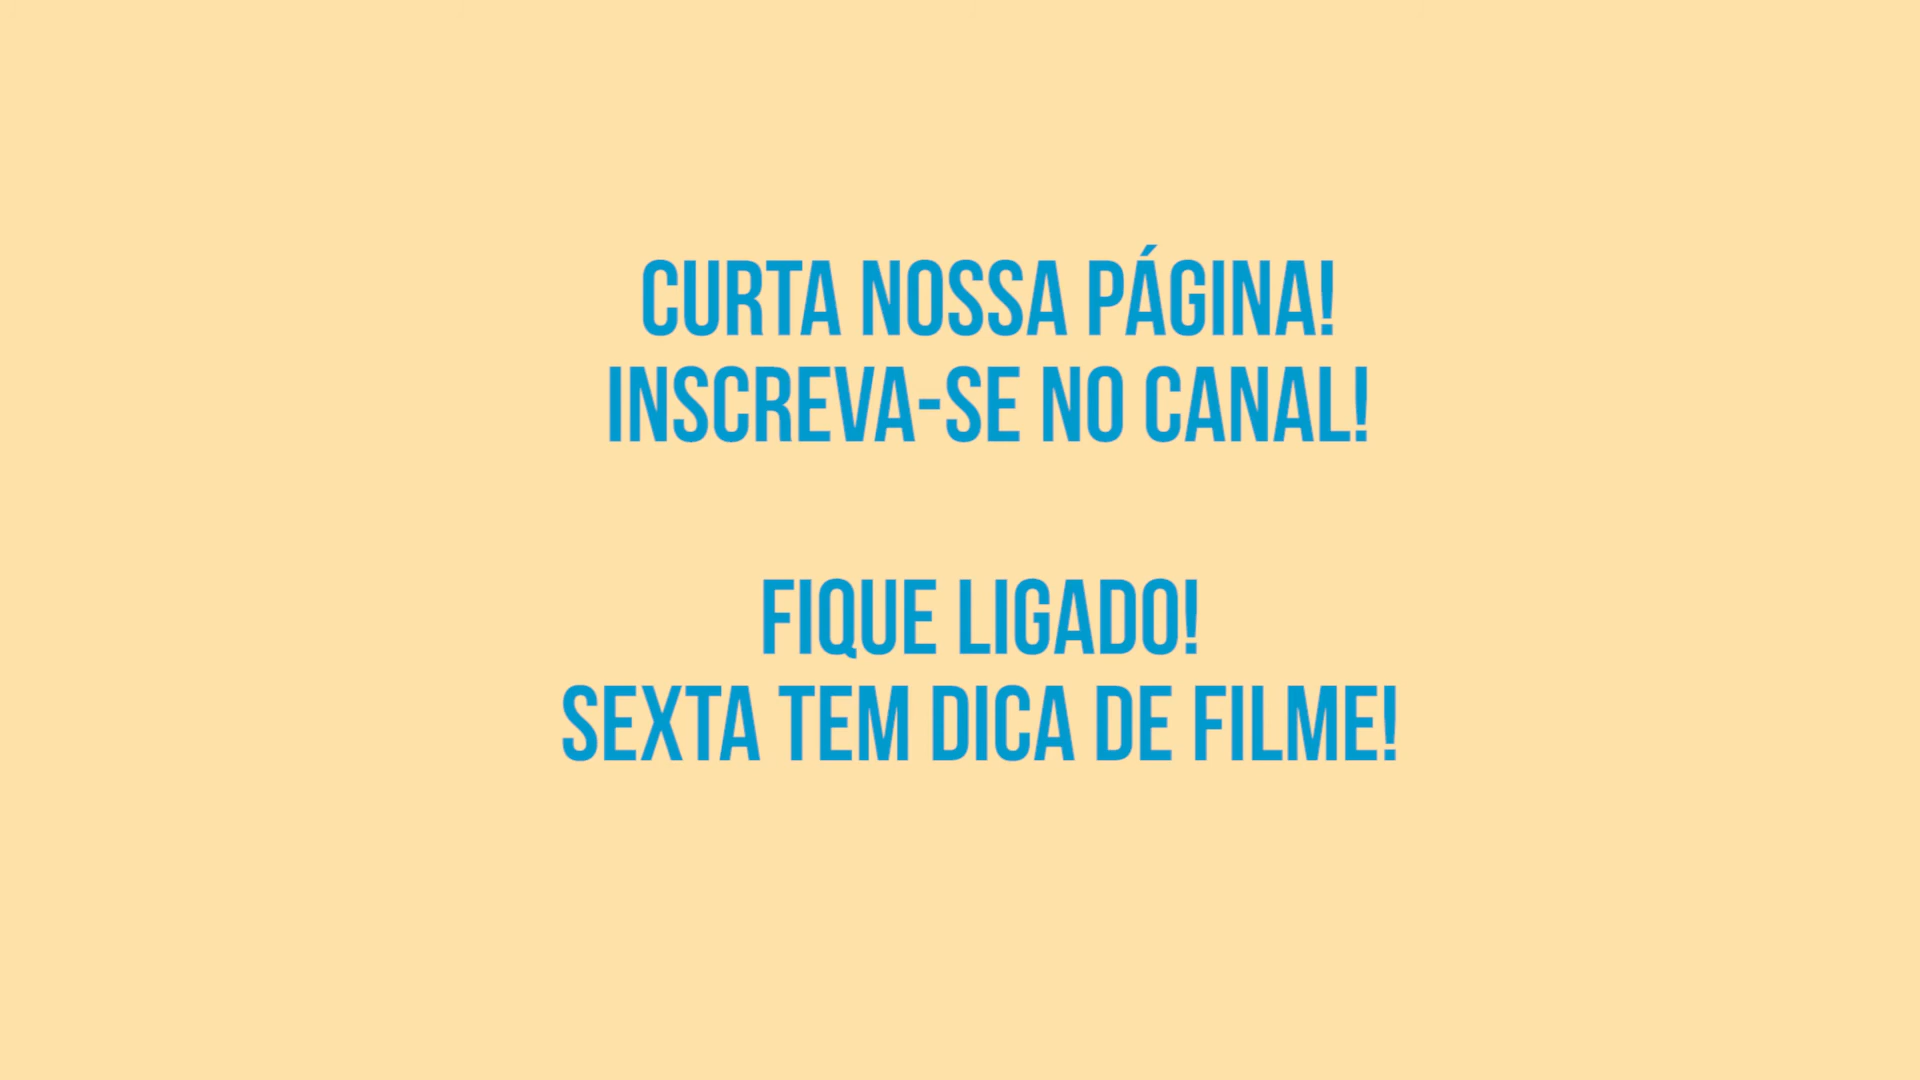 CURTA NOSSA PÁGINA!
INSCREVA-SE NO CANAL!
FIQUE LIGADO!
SEXTA TEM DICA DE FILME!